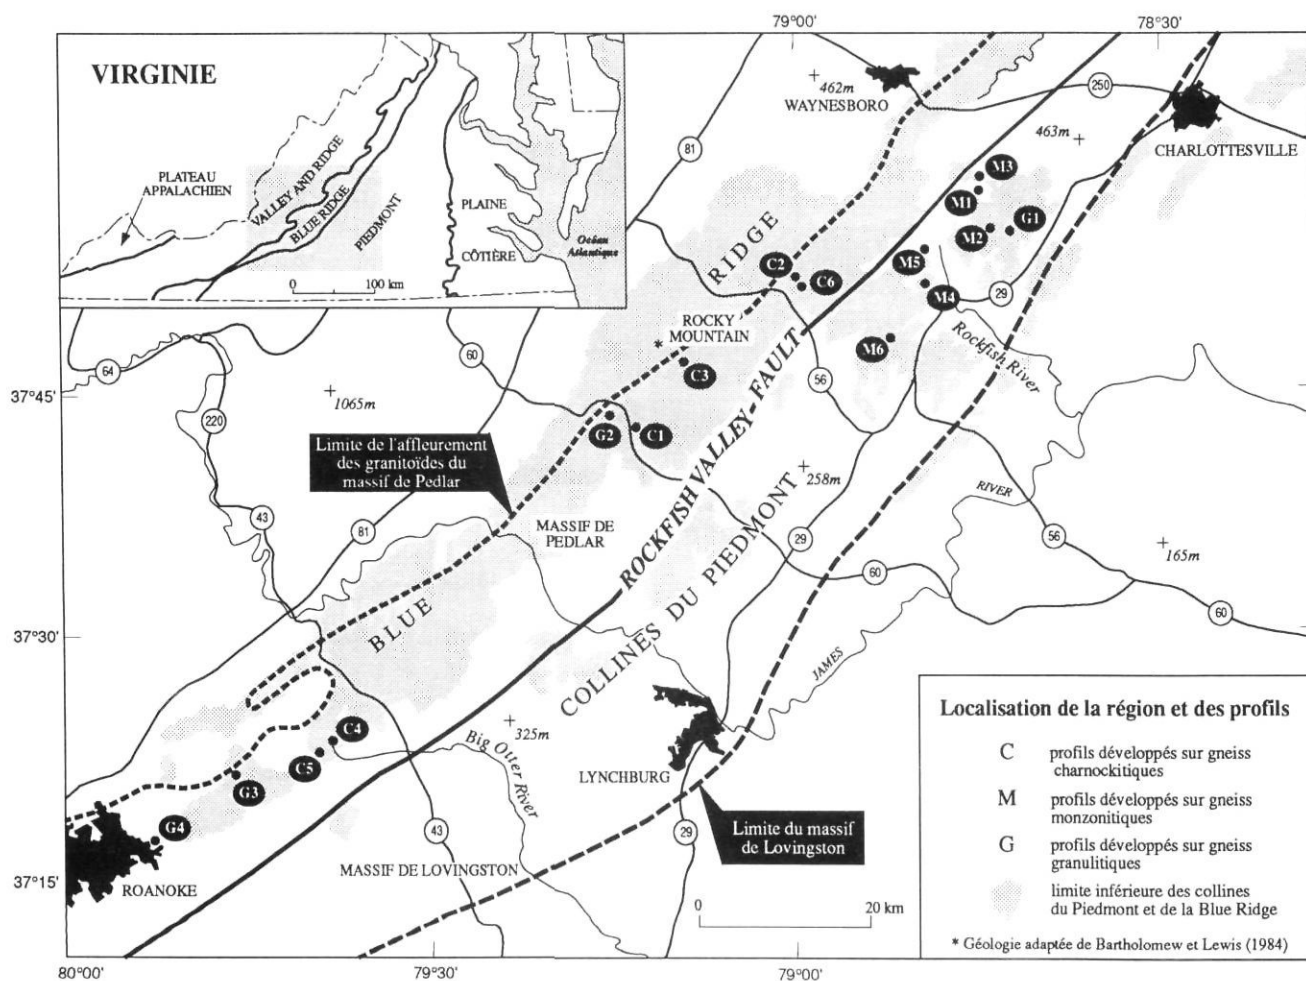 79°00'
78°30'
VIRGINIE
PLATEAU
APPALACHIEN
VALLEY AND RIDGE
BLUE RIDGE
PIEDMONT
PLAINE
CÔTIÈRE
Océan
Atlantique
0 100 km
462m
WAYNESBORO
250
463m
CHARLOTTESVILLE
81
M3
M1
G1
M2
RIDGE
C2
C6
M5
M4
29
ROCKY
MOUNTAIN
*
Rockfish River
M6
64
60
C3
56
37°45'
1065m
220
G2
C1
ROCKFISH VALLEY FAULT
Limite de l'affleurement
des granitoïdes du
massif de Pedlar
258m
RIVER
43
81
MASSIF DE
PEDLAR
29
56
165m
60
60
COLLINES DU PIEDMONT
BLUE
37°30'
JAMES
C4
325m
C5
Big Otter River
LYNCHBURG
G3
G4
43
29
Limite du massif
de Lovingston
ROANOKE
MASSIF DE LOVINGSTON
37°15'
0 20 km
80°00'
79°30'
79°00'
Localisation de la région et des profils
C profils développés sur gneiss
charnockitiques
M profils développés sur gneiss
monzonitiques
G profils développés sur gneiss
granulitiques
limite inférieure des collines
du Piedmont et de la Blue Ridge
* Géologie adaptée de Bartholomew et Lewis (1984)